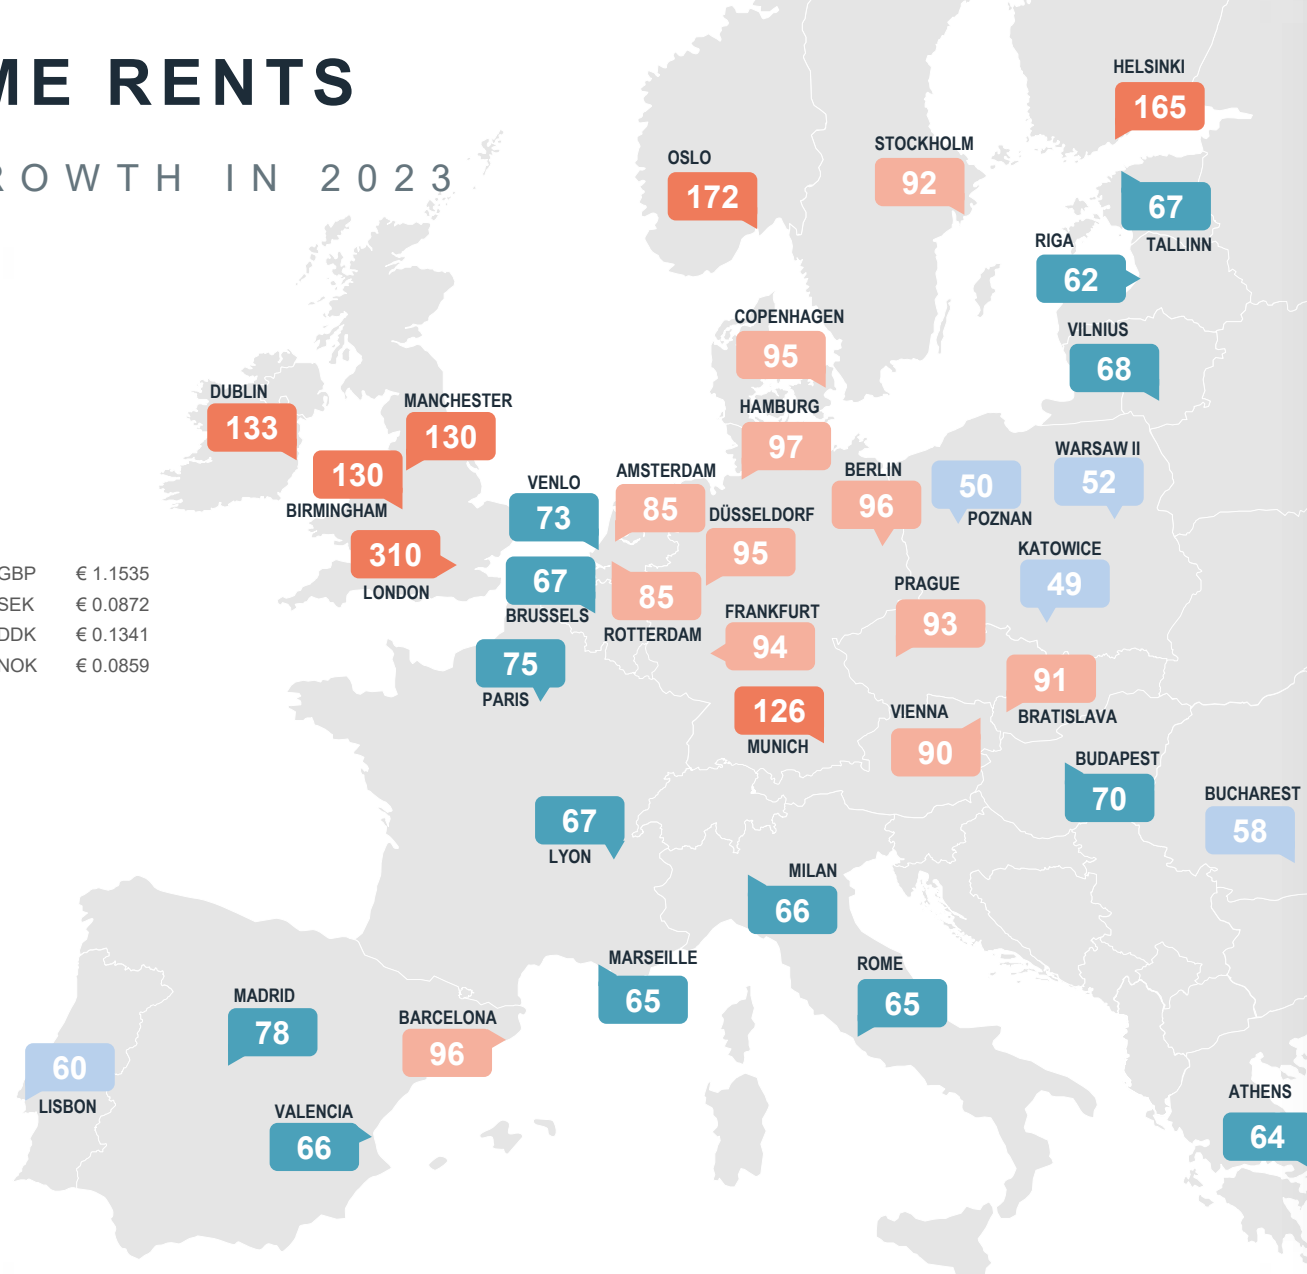 ME RENTS
ROWTH IN 2023
HELSINKI
165
STOCKHOLM
92
OSLO
172
67
TALLINN
RIGA
62
COPENHAGEN
95
VILNIUS
68
DUBLIN
133
MANCHESTER
130
HAMBURG
97
130
BIRMINGHAM
VENLO
73
AMSTERDAM
85
BERLIN
96
50
POZNAN
WARSAW II
52
DÜSSELDORF
95
310
LONDON
67
BRUSSELS
85
ROTTERDAM
KATOWICE
49
GBP € 1.1535
SEK € 0.0872
DDK € 0.1341
NOK € 0.0859
FRANKFURT
94
PRAGUE
93
75
PARIS
91
BRATISLAVA
126
MUNICH
VIENNA
90
BUDAPEST
70
BUCHAREST
58
67
LYON
MILAN
66
MARSEILLE
65
ROME
65
MADRID
78
BARCELONA
96
60
LISBON
VALENCIA
66
ATHENS
64